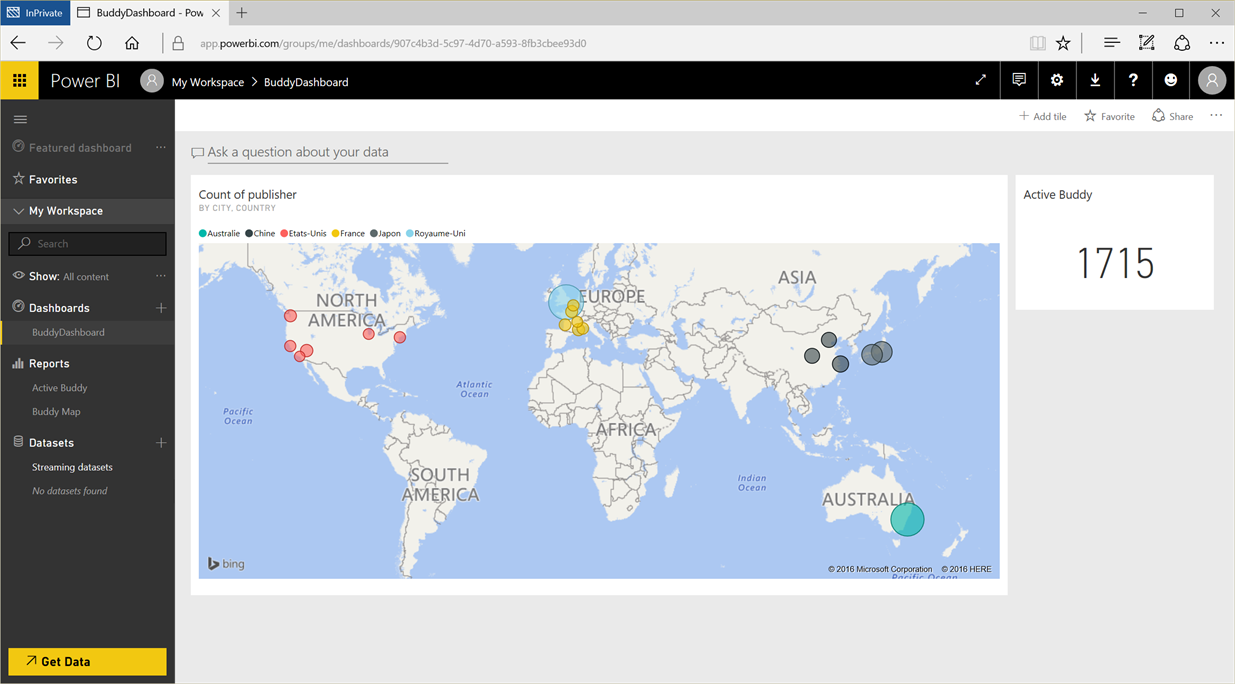 InPrivate
BuddyDashboard - Pow
app.powerbi.com/groups/me/dashboards/907c4b3d-5c97-4d70-a593-8fb3cbee93d0
Power BI
My Workspace > BuddyDashboard
?
Add tile
Favorite
Share
Featured dashboard
Favorites
My Workspace
Search
Show: All content
Dashboards
BuddyDashboard
Reports
Active Buddy
Buddy Map
Datasets
Streaming datasets
No datasets found
Get Data
Ask a question about your data
Count of publisher
BY CITY, COUNTRY
Australie Chine Etats-Unis France Japon Royaume-Uni
NORTH
AMERICA
EUROPE
ASIA
Atlantic
Ocean
Pacific
Ocean
AFRICA
SOUTH
AMERICA
Indian
Ocean
AUSTRALIA
bing
© 2016 Microsoft Corporation © 2016 HERE
Pacific Ocean
Active Buddy
1715